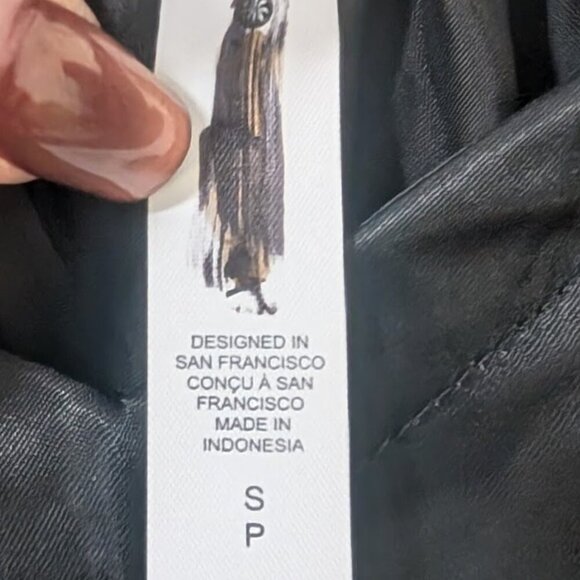 DESIGNED IN
SAN FRANCISCO
CONÇU À SAN
FRANCISCO
MADE IN
INDONESIA
S
P